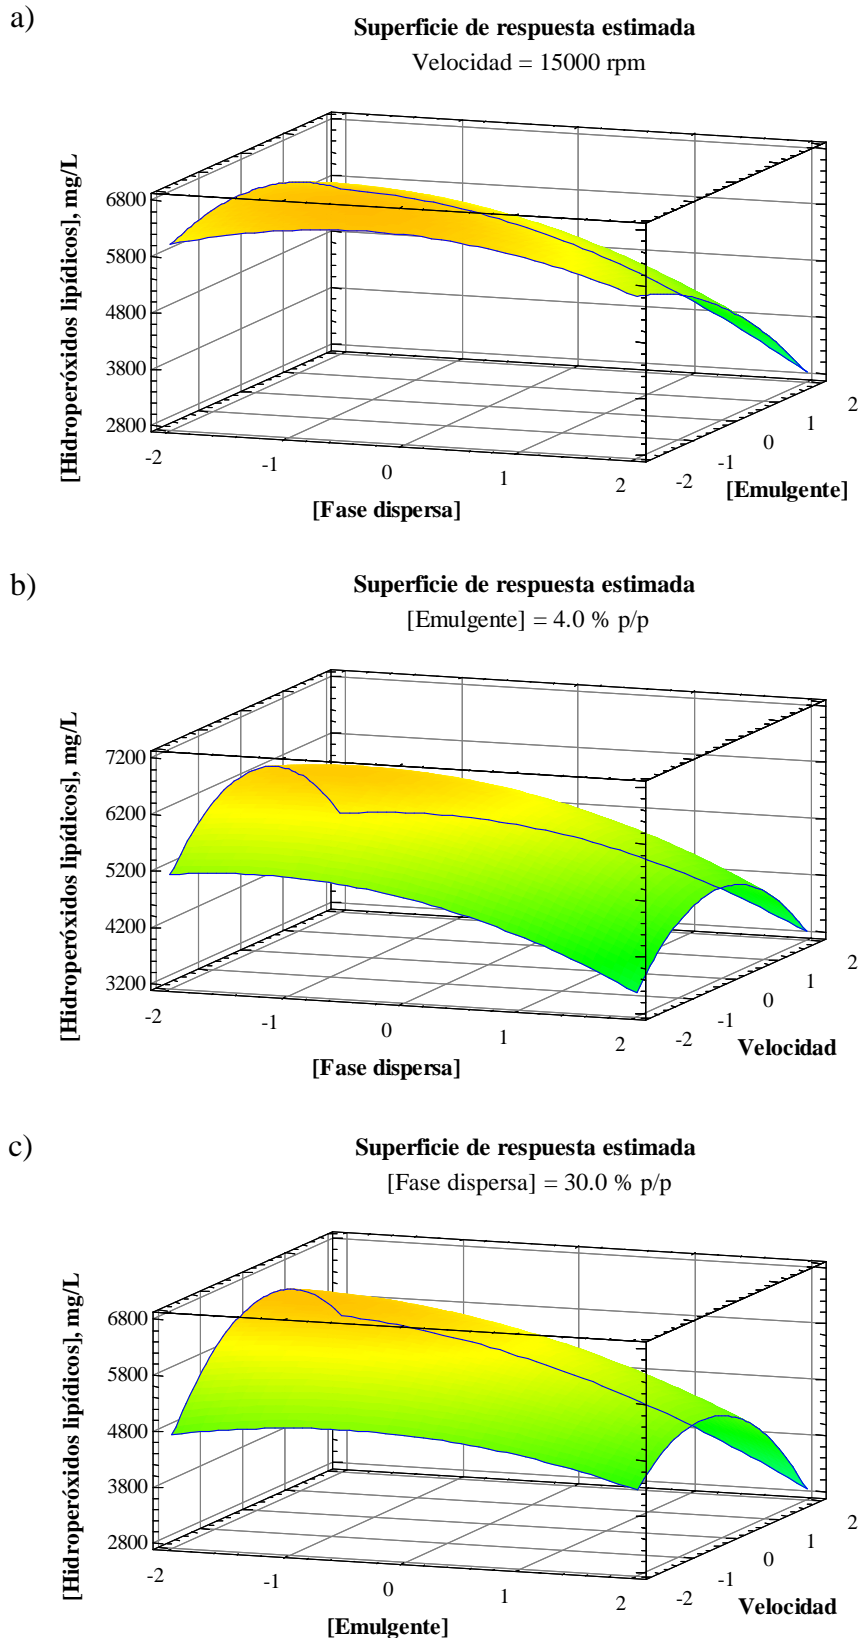 a)
Superficie de respuesta estimada
Velocidad = 15000 rpm
[Hidroperóxidos lipídicos], mg/L
6800
5800
4800
3800
2800
-2
-1
0
1
2
[Fase dispersa]
-2
-1
0
1
2
[Emulgente]
b)
Superficie de respuesta estimada
[Emulgente] = 4.0 % p/p
[Hidroperóxidos lipídicos], mg/L
7200
6200
5200
4200
3200
-2
-1
0
1
2
[Fase dispersa]
-2
-1
0
1
2
Velocidad
c)
Superficie de respuesta estimada
[Fase dispersa] = 30.0 % p/p
[Hidroperóxidos lipídicos], mg/L
6800
5800
4800
3800
2800
-2
-1
0
1
2
[Emulgente]
-2
-1
0
1
2
Velocidad